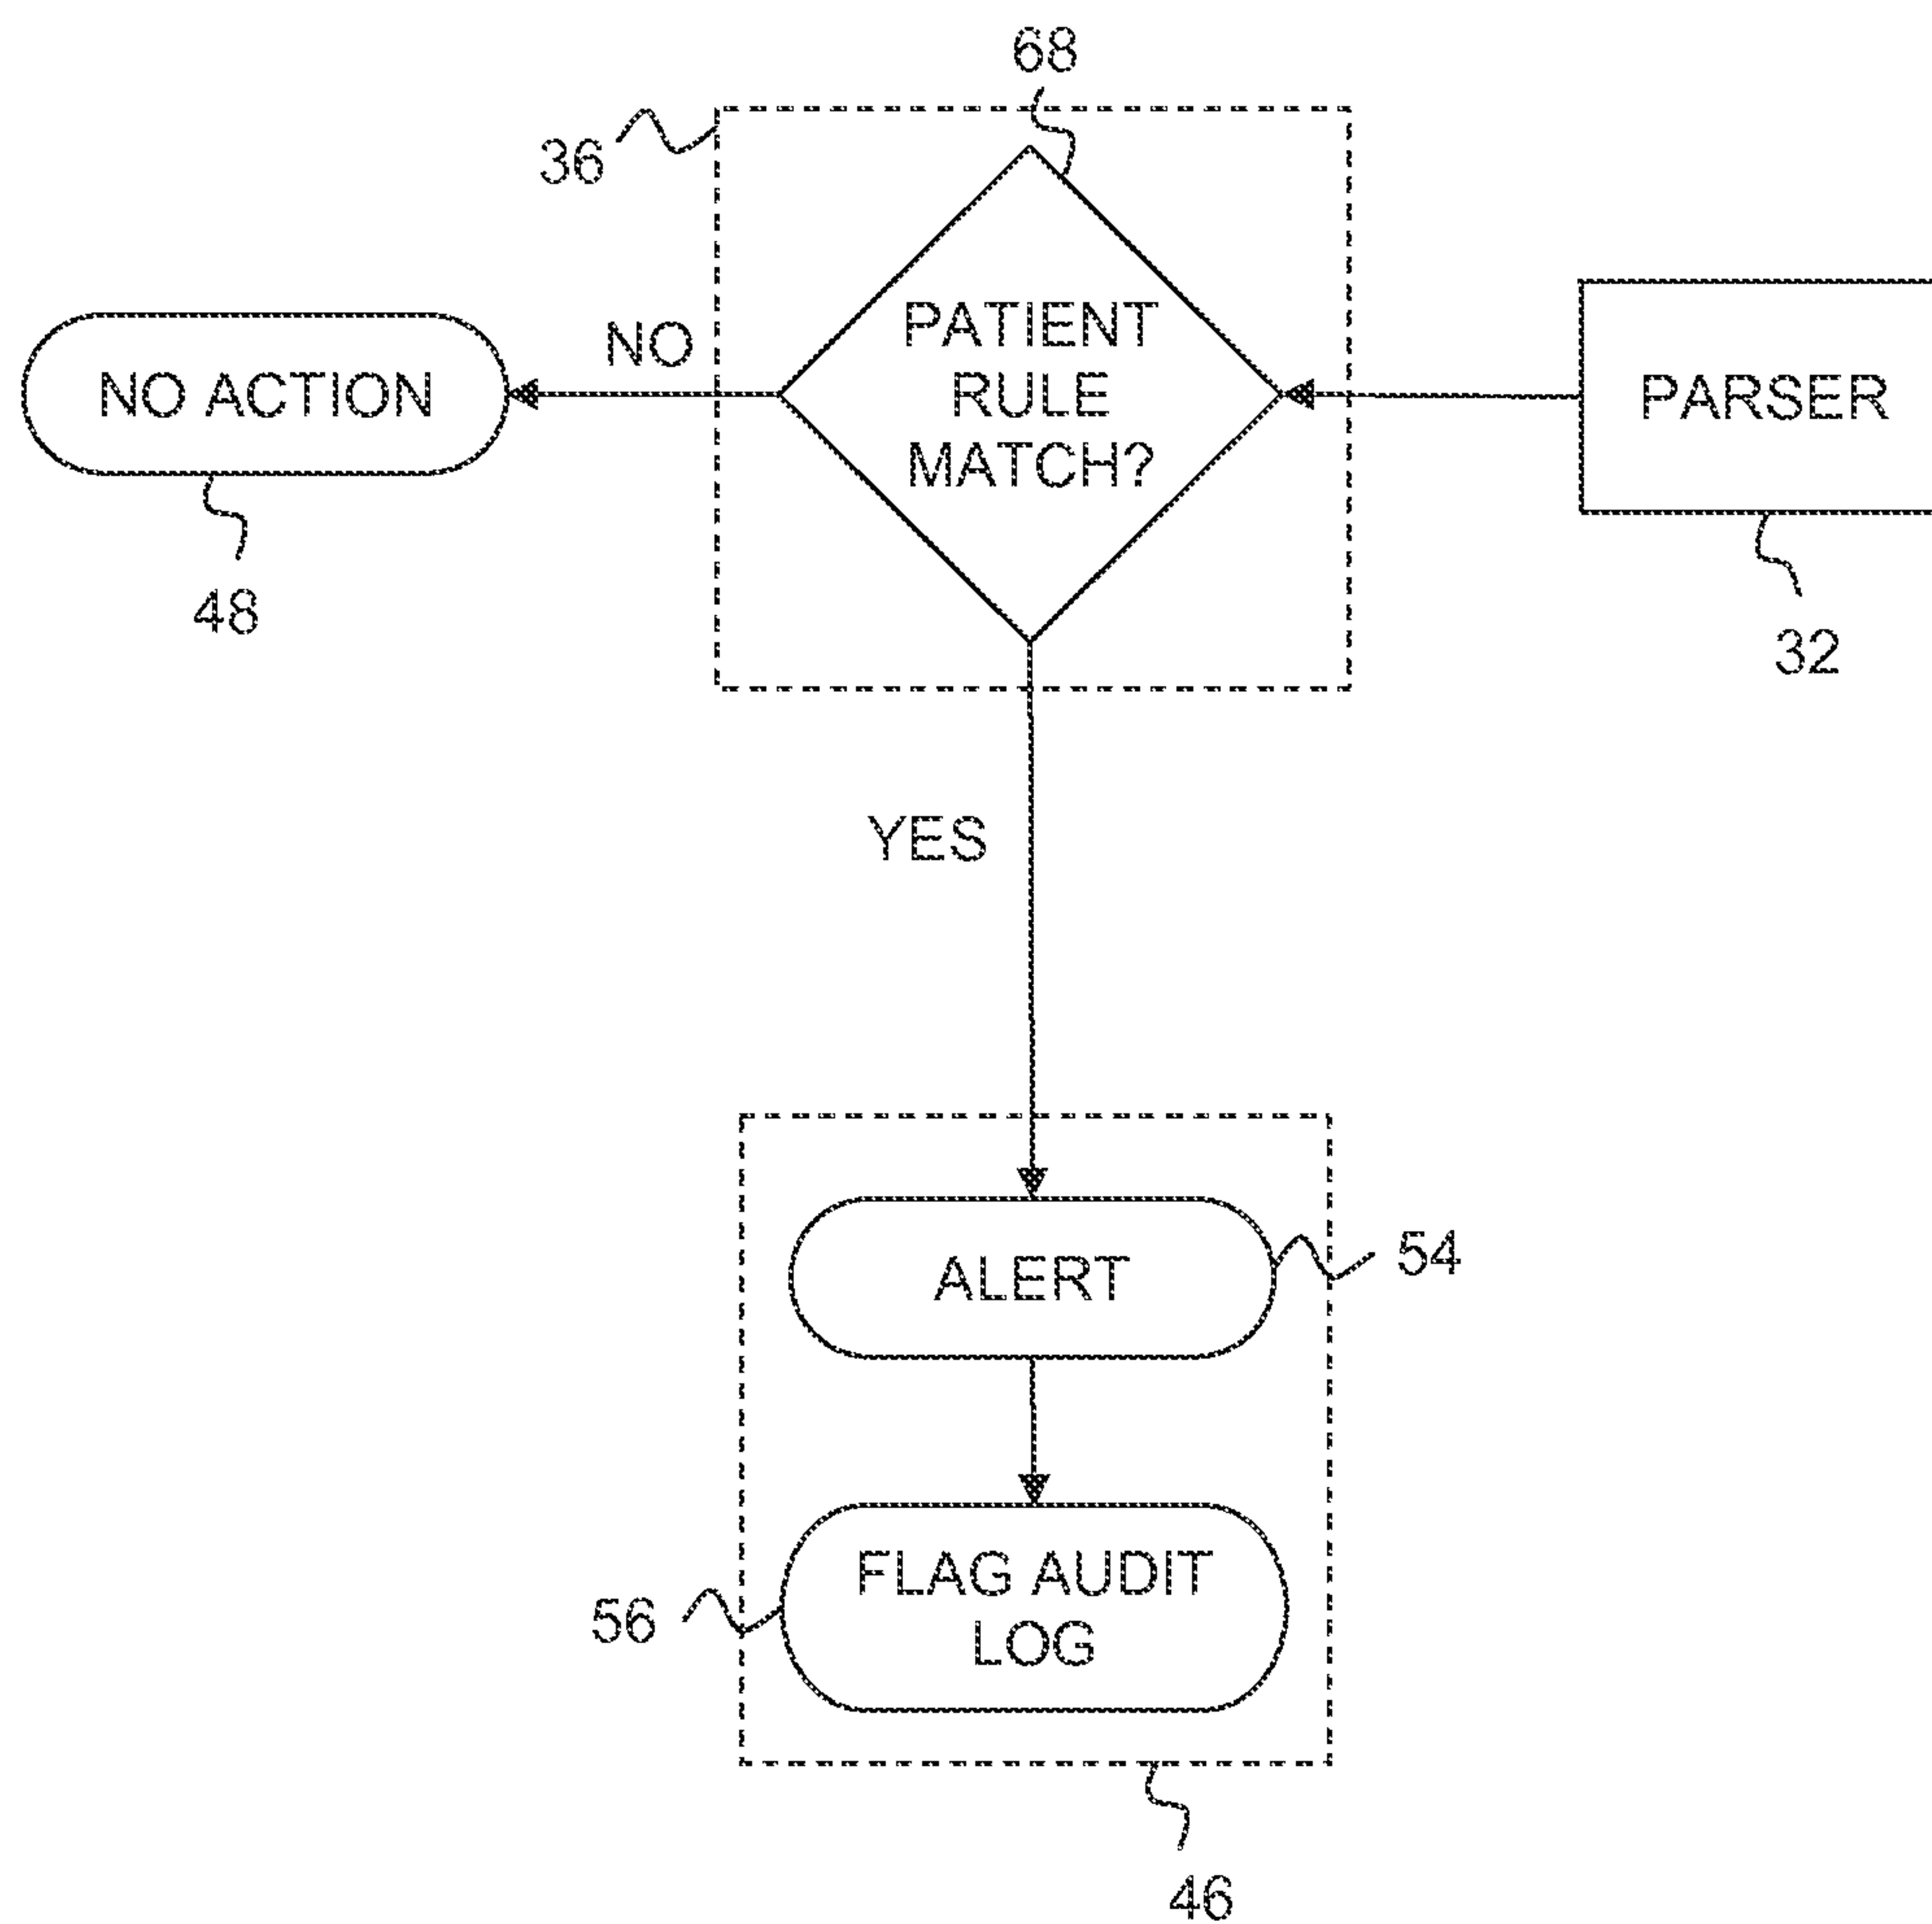 68
36
PATIENT
RULE
MATCH?
NO
NO ACTION
PARSER
48
32
YES
ALERT
54
FLAG AUDIT
LOG
56
46